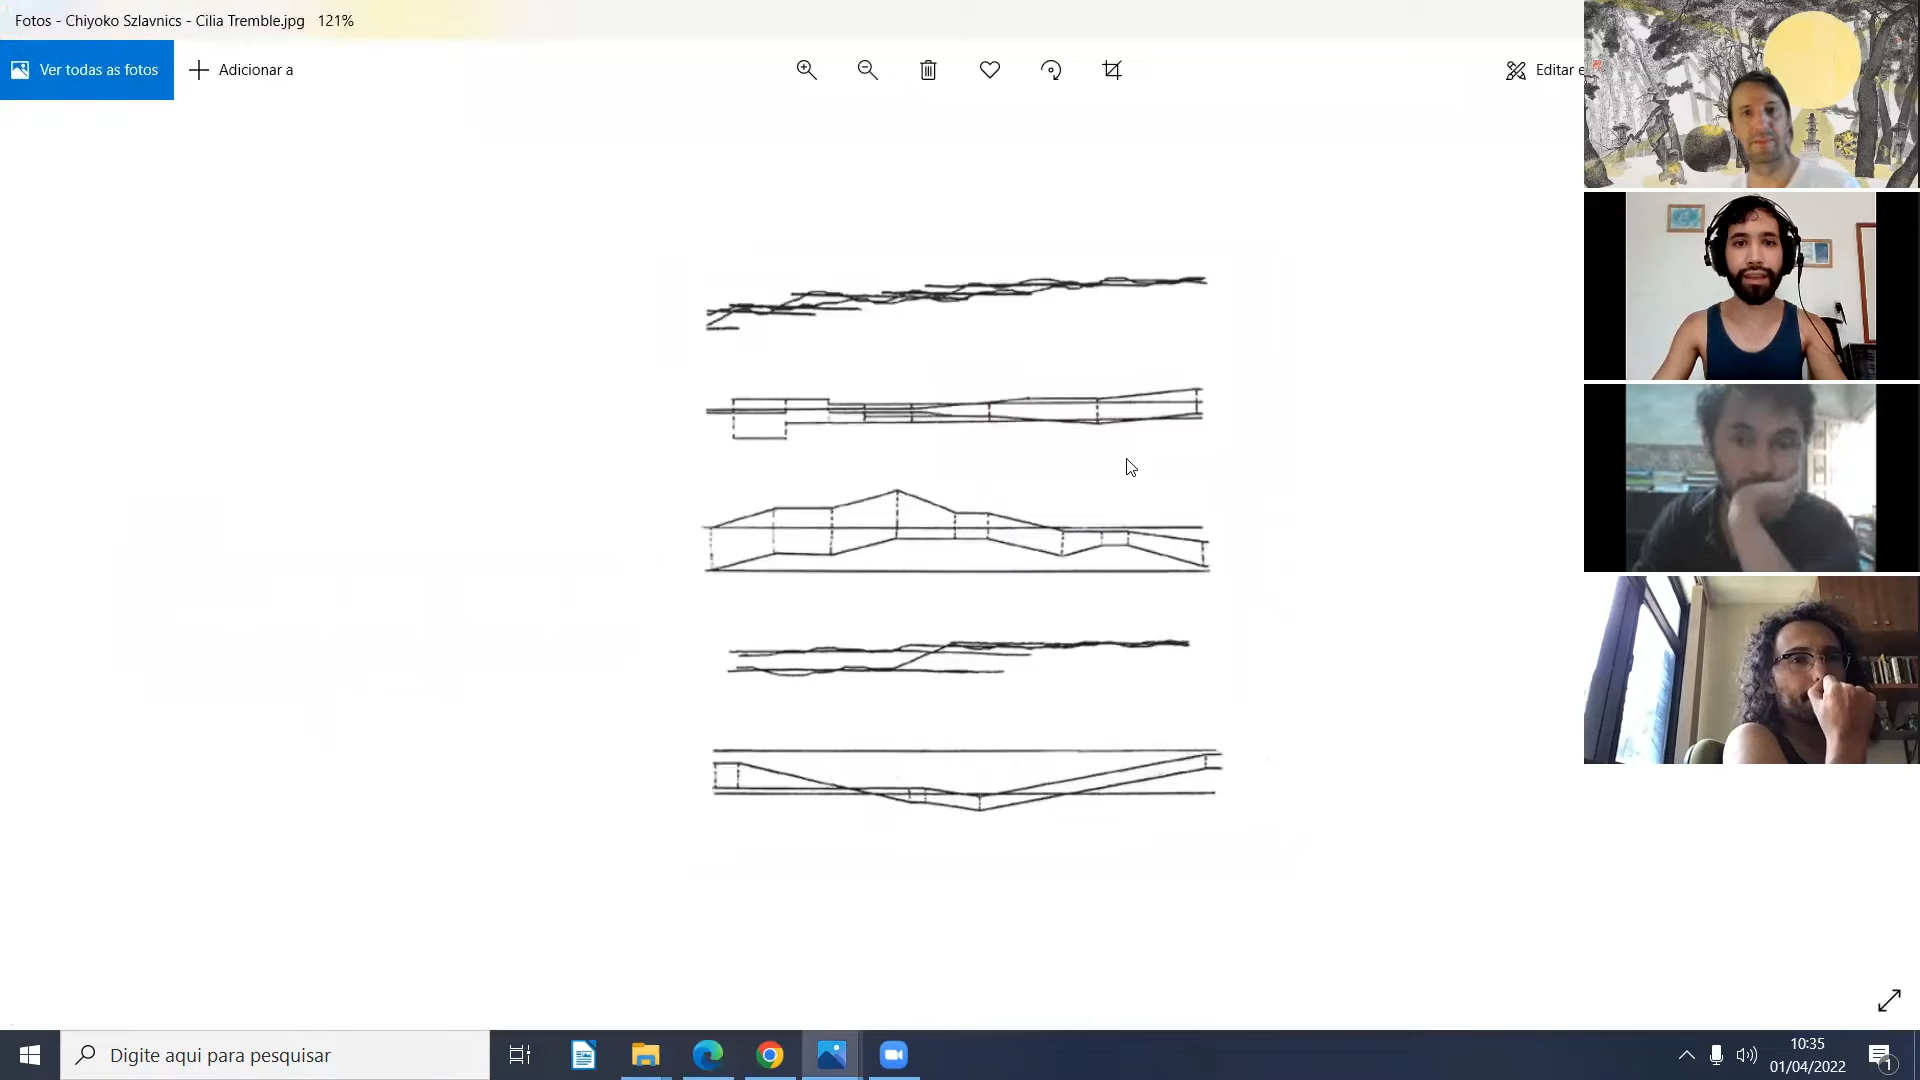 Fotos - Chiyoko Szlavnics - Cilia Tremble.jpg 121%
Ver todas as fotos
Adicionar a
Editar e
Digite aqui para pesquisar
10:35
01/04/2022
1